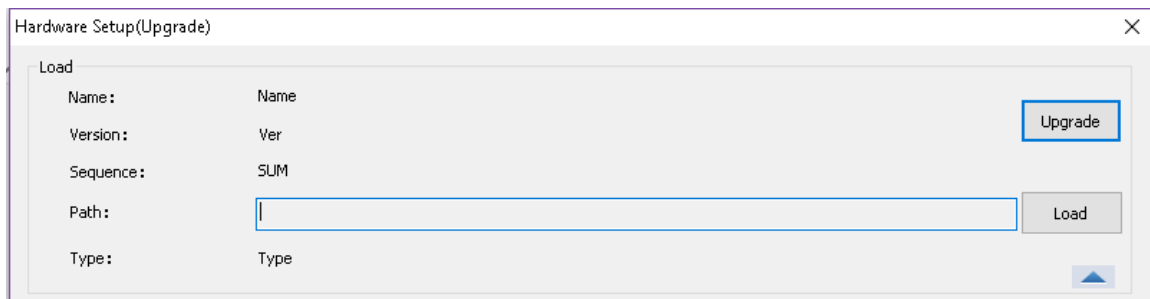 Hardware Setup(Upgrade)
Load
Name: Name
Upgrade
Version: Ver
Sequence: SUM
Path: Load
Type: Type